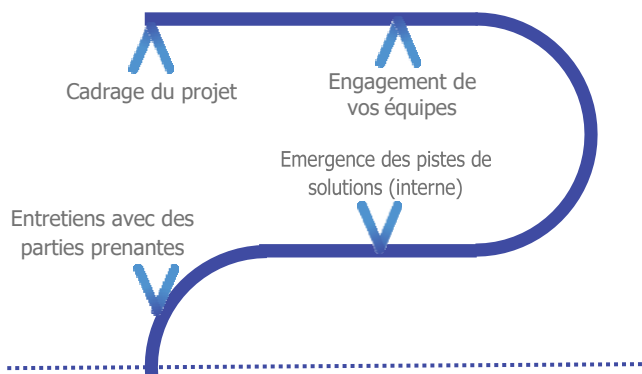 Cadrage du projet
Engagement de
vos équipes
Emergence des pistes de
solutions (interne)
Entretiens avec des
parties prenantes